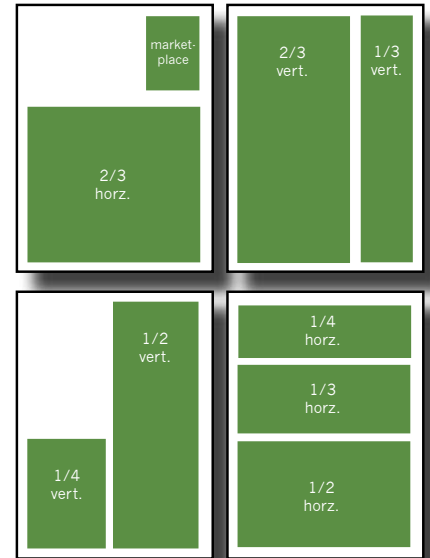 market-
place
2/3
horz.
2/3
vert.
1/3
vert.
1/2
vert.
1/4
vert.
1/4
horz.
1/3
horz.
1/2
horz.